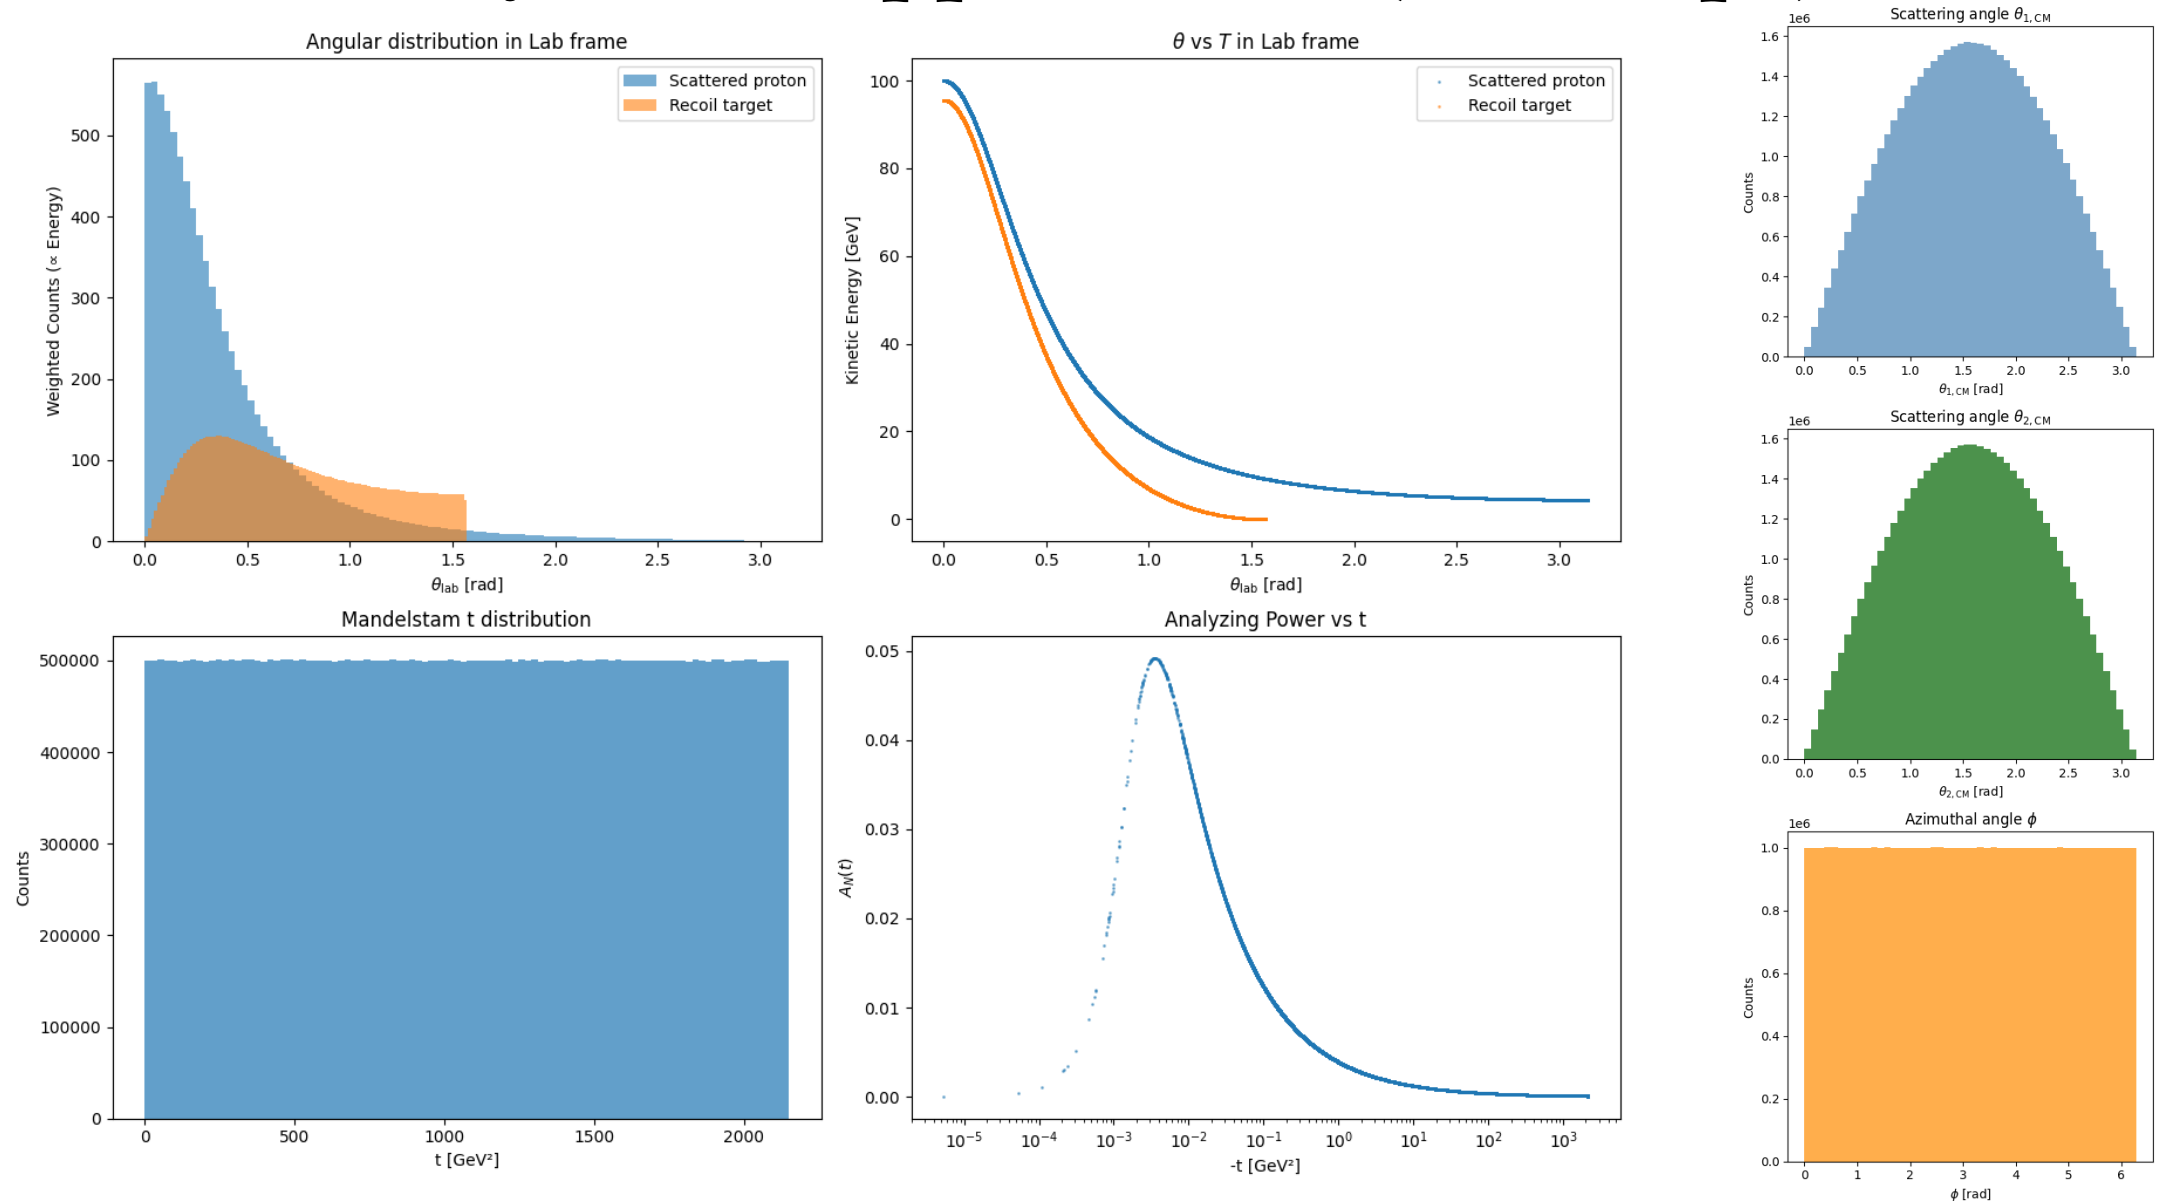 Angular distribution in Lab frame
Weighted Counts (∝ Energy)
500
400
300
200
100
0
Scattered proton
Recoil target
0.0 0.5 1.0 1.5 2.0 2.5 3.0
θlab [rad]
θ vs T in Lab frame
Kinetic Energy [GeV]
100
80
60
40
20
0
Scattered proton
Recoil target
0.0 0.5 1.0 1.5 2.0 2.5 3.0
θlab [rad]
Mandelstam t distribution
Counts
500000
400000
300000
200000
100000
0
0 500 1000 1500 2000
t [GeV²]
Analyzing Power vs t
A_N(t)
0.05
0.04
0.03
0.02
0.01
0.00
10⁻⁵ 10⁻⁴ 10⁻³ 10⁻² 10⁻¹ 10⁰ 10¹ 10² 10³
-t [GeV²]
Scattering angle θ1,CM
1e6
Counts
1.6
1.4
1.2
1.0
0.8
0.6
0.4
0.2
0.0
0.0 0.5 1.0 1.5 2.0 2.5 3.0
θ1,CM [rad]
Scattering angle θ2,CM
1e6
Counts
1.6
1.4
1.2
1.0
0.8
0.6
0.4
0.2
0.0
0.0 0.5 1.0 1.5 2.0 2.5 3.0
θ2,CM [rad]
Azimuthal angle ϕ
1e6
Counts
1.0
0.8
0.6
0.4
0.2
0.0
0 1 2 3 4 5 6
ϕ [rad]